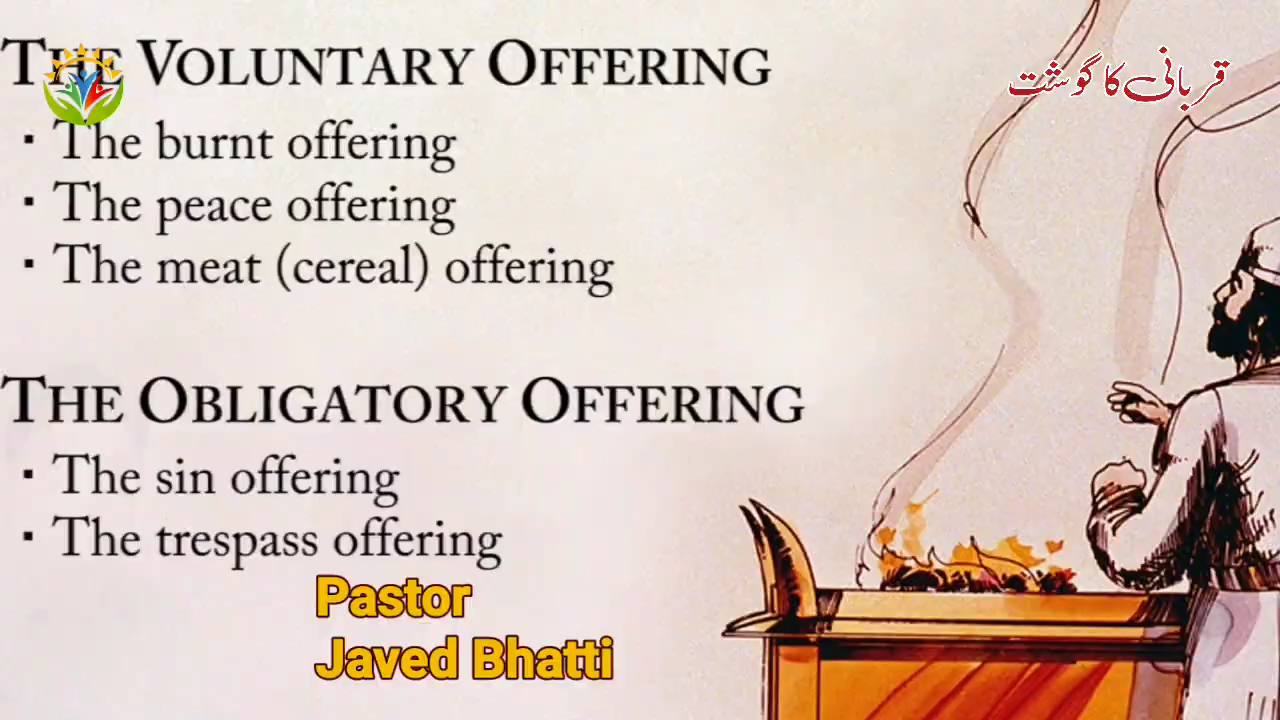 THE VOLUNTARY OFFERING
قربانی کا گوشت
▪ The burnt offering
▪ The peace offering
▪ The meat (cereal) offering
THE OBLIGATORY OFFERING
▪ The sin offering
▪ The trespass offering
Pastor
Javed Bhatti